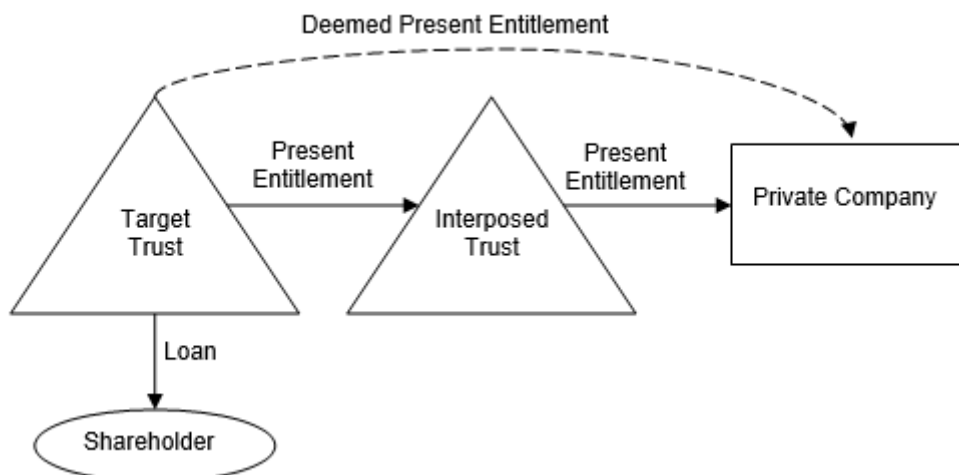 Deemed Present Entitlement
Present
Entitlement
Present
Entitlement
Target
Trust
Interposed
Trust
Private Company
Loan
Shareholder